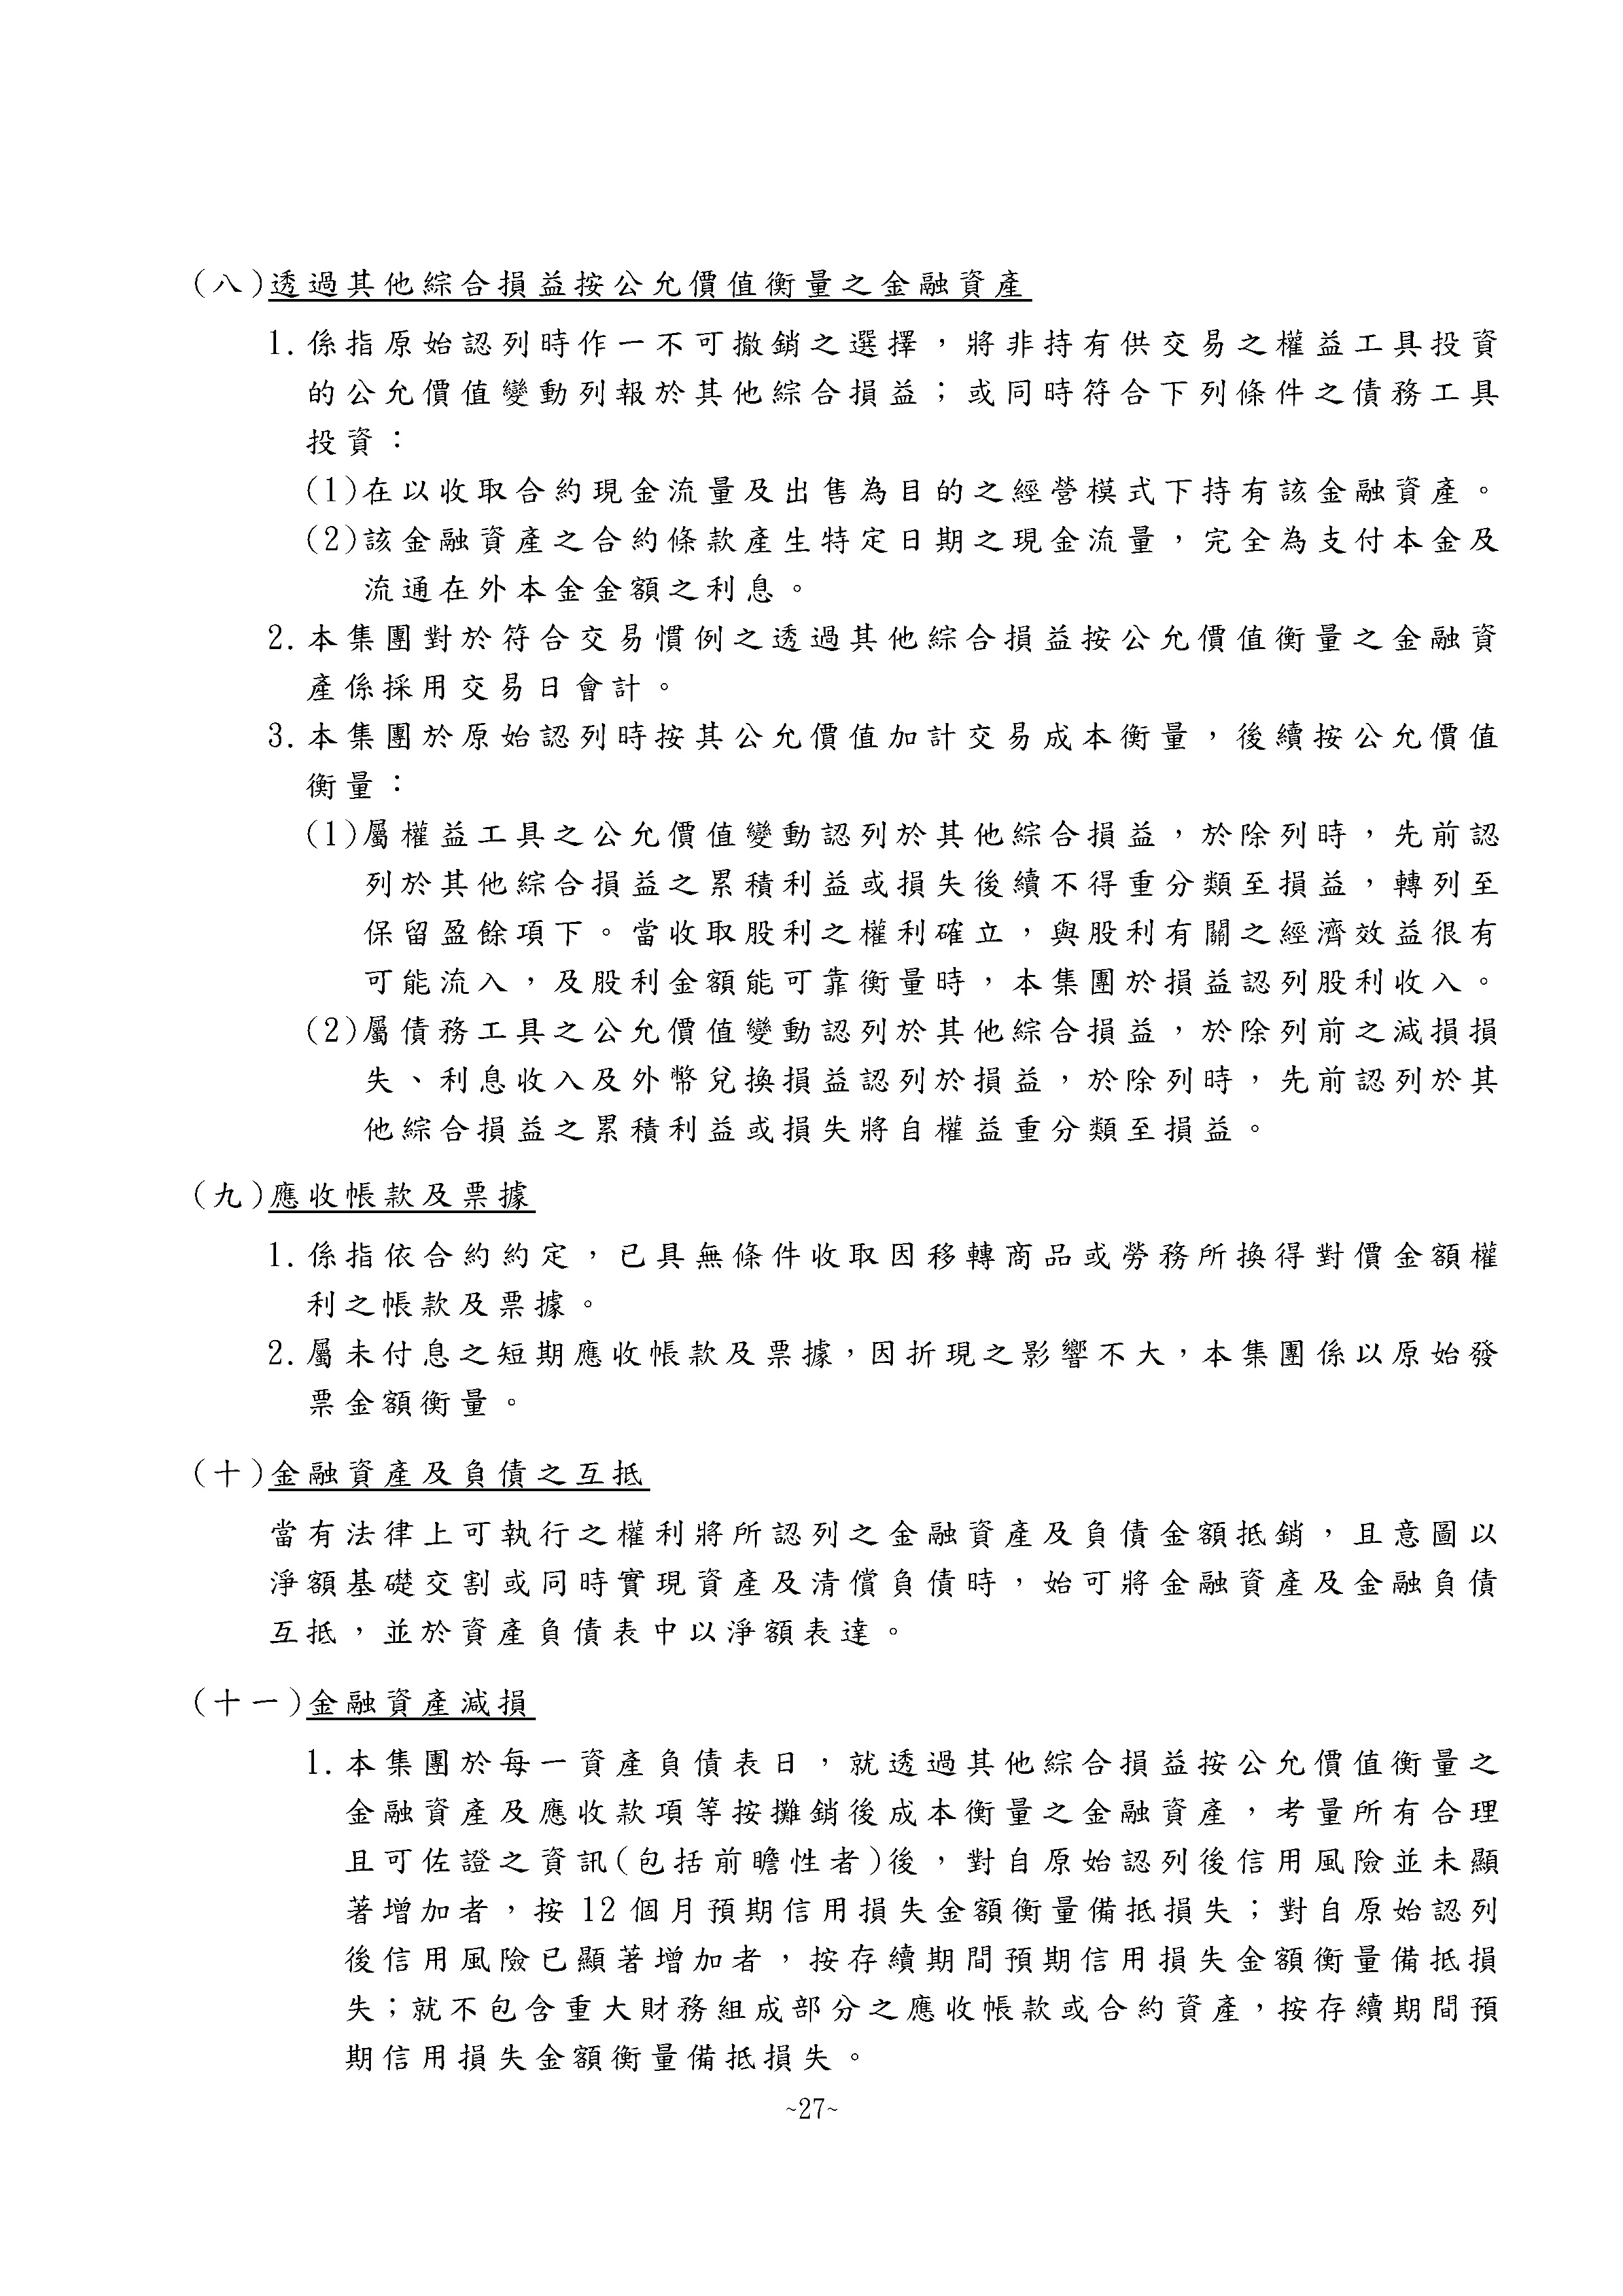 (八)透過其他綜合損益按公允價值衡量之金融資產
1.係指原始認列時作一不可撤銷之選擇，將非持有供交易之權益工具投資
的公允價值變動列報於其他綜合損益；或同時符合下列條件之債務工具
投資：
(1)在以收取合約現金流量及出售為目的之經營模式下持有該金融資產。
(2)該金融資產之合約條款產生特定日期之現金流量，完全為支付本金及
流通在外本金金額之利息。
2.本集團對於符合交易慣例之透過其他綜合損益按公允價值衡量之金融資
產係採用交易日會計。
3.本集團於原始認列時按其公允價值加計交易成本衡量，後續按公允價值
衡量：
(1)屬權益工具之公允價值變動認列於其他綜合損益，於除列時，先前認
列於其他綜合損益之累積利益或損失後續不得重分類至損益，轉列至
保留盈餘項下。當收取股利之權利確立，與股利有關之經濟效益很有
可能流入，及股利金額能可靠衡量時，本集團於損益認列股利收入。
(2)屬債務工具之公允價值變動認列於其他綜合損益，於除列前之減損損
失、利息收入及外幣兌換損益認列於損益，於除列時，先前認列於其
他綜合損益之累積利益或損失將自權益重分類至損益。
(九)應收帳款及票據
1.係指依合約約定，已具無條件收取因移轉商品或勞務所換得對價金額權
利之帳款及票據。
2.屬未付息之短期應收帳款及票據，因折現之影響不大，本集團係以原始發
票金額衡量。
(十)金融資產及負債之互抵
當有法律上可執行之權利將所認列之金融資產及負債金額抵銷，且意圖以
淨額基礎交割或同時實現資產及清償負債時，始可將金融資產及金融負債
互抵，並於資產負債表中以淨額表達。
(十一)金融資產減損
1.本集團於每一資產負債表日，就透過其他綜合損益按公允價值衡量之
金融資產及應收款項等按攤銷後成本衡量之金融資產，考量所有合理
且可佐證之資訊(包括前瞻性者)後，對自原始認列後信用風險並未顯
著增加者，按 12 個月預期信用損失金額衡量備抵損失；對自原始認列
後信用風險已顯著增加者，按存續期間預期信用損失金額衡量備抵損
失；就不包含重大財務組成部分之應收帳款或合約資產，按存續期間預
期信用損失金額衡量備抵損失。
~27~